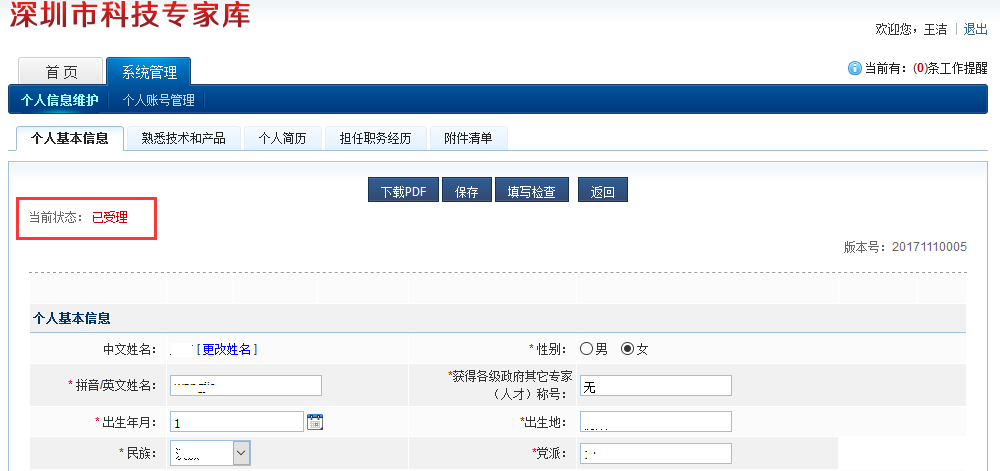 深圳市科技专家库
欢迎您，王洁 | 退出
首 页 系统管理 当前有：(0)条工作提醒
个人信息维护 个人账号管理
个人基本信息 熟悉技术和产品 个人简历 担任职务经历 附件清单
下载PDF 保存 填写检查 返回
当前状态： 已受理
版本号：20171110005
个人基本信息
中文姓名： [更改姓名] *性别： 男 女
*拼音/英文姓名： *获得各级政府其它专家（人才）称号： 无
*出生年月： 1 *出生地：
*民族： *党派：